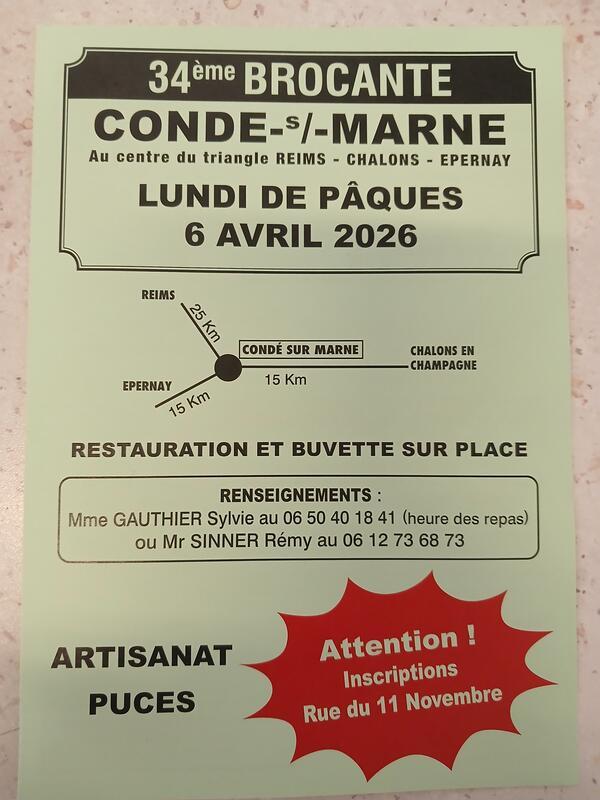 34ème BROCANTE
CONDE-s/-MARNE
Au centre du triangle REIMS - CHALONS - EPERNAY
LUNDI DE PÂQUES
6 AVRIL 2026
REIMS
25 Km
CONDÉ SUR MARNE
CHALONS EN
CHAMPAGNE
15 Km
EPERNAY
15 Km
RESTAURATION ET BUVETTE SUR PLACE
RENSEIGNEMENTS :
Mme GAUTHIER Sylvie au 06 50 40 18 41 (heure des repas)
ou Mr SINNER Rémy au 06 12 73 68 73
ARTISANAT
PUCES
Attention !
Inscriptions
Rue du 11 Novembre